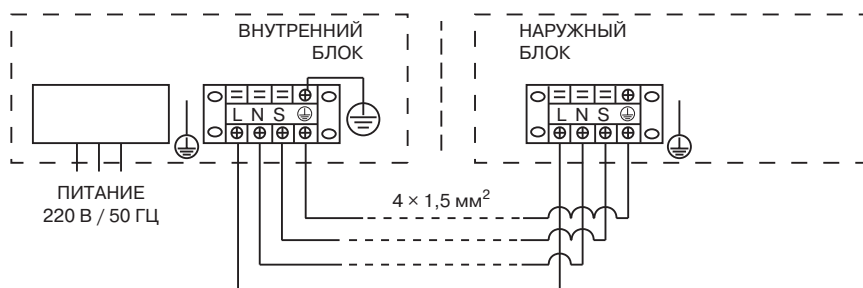 ВНУТРЕННИЙ
БЛОК
НАРУЖНЫЙ
БЛОК
L N S
L N S
ПИТАНИЕ
220 В / 50 ГЦ
4 × 1,5 мм²